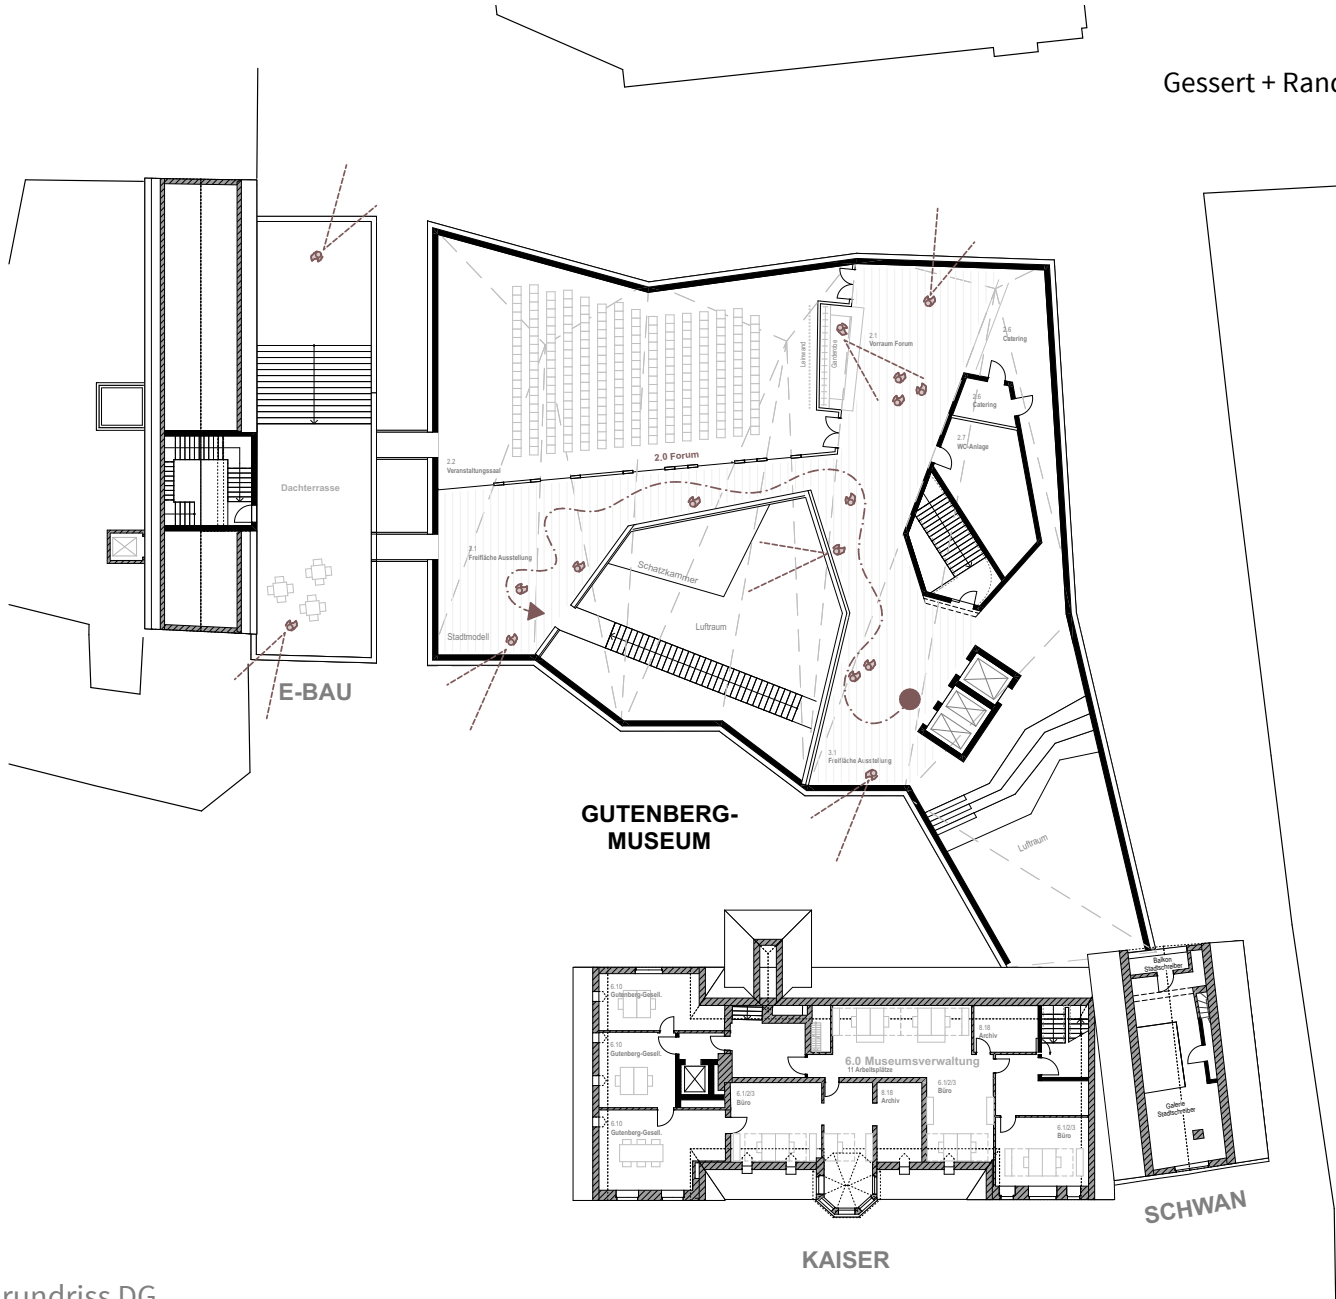 Gessert + Rand
2.6
Catering
2.1
Vorraum Forum
Leinwand
Garderobe
2.6
Catering
2.7
WC-Anlage
2.0 Forum
2.2
Veranstaltungssaal
Dachterrasse
3.1
Freifläche Ausstellung
Schatzkammer
Luftraum
Stadtmodell
E-BAU
3.1
Freifläche Ausstellung
GUTENBERG-
MUSEUM
Luftraum
Balkon
Stadtschreiber
6.10
Gutenberg-Gesell.
8.18
Archiv
6.10
Gutenberg-Gesell.
6.0 Museumsverwaltung
11 Arbeitsplätze
6.1/2/3
Büro
6.1/2/3
Büro
8.18
Archiv
Galerie
Stadtschreiber
6.10
Gutenberg-Gesell.
6.1/2/3
Büro
SCHWAN
KAISER
rundriss DG